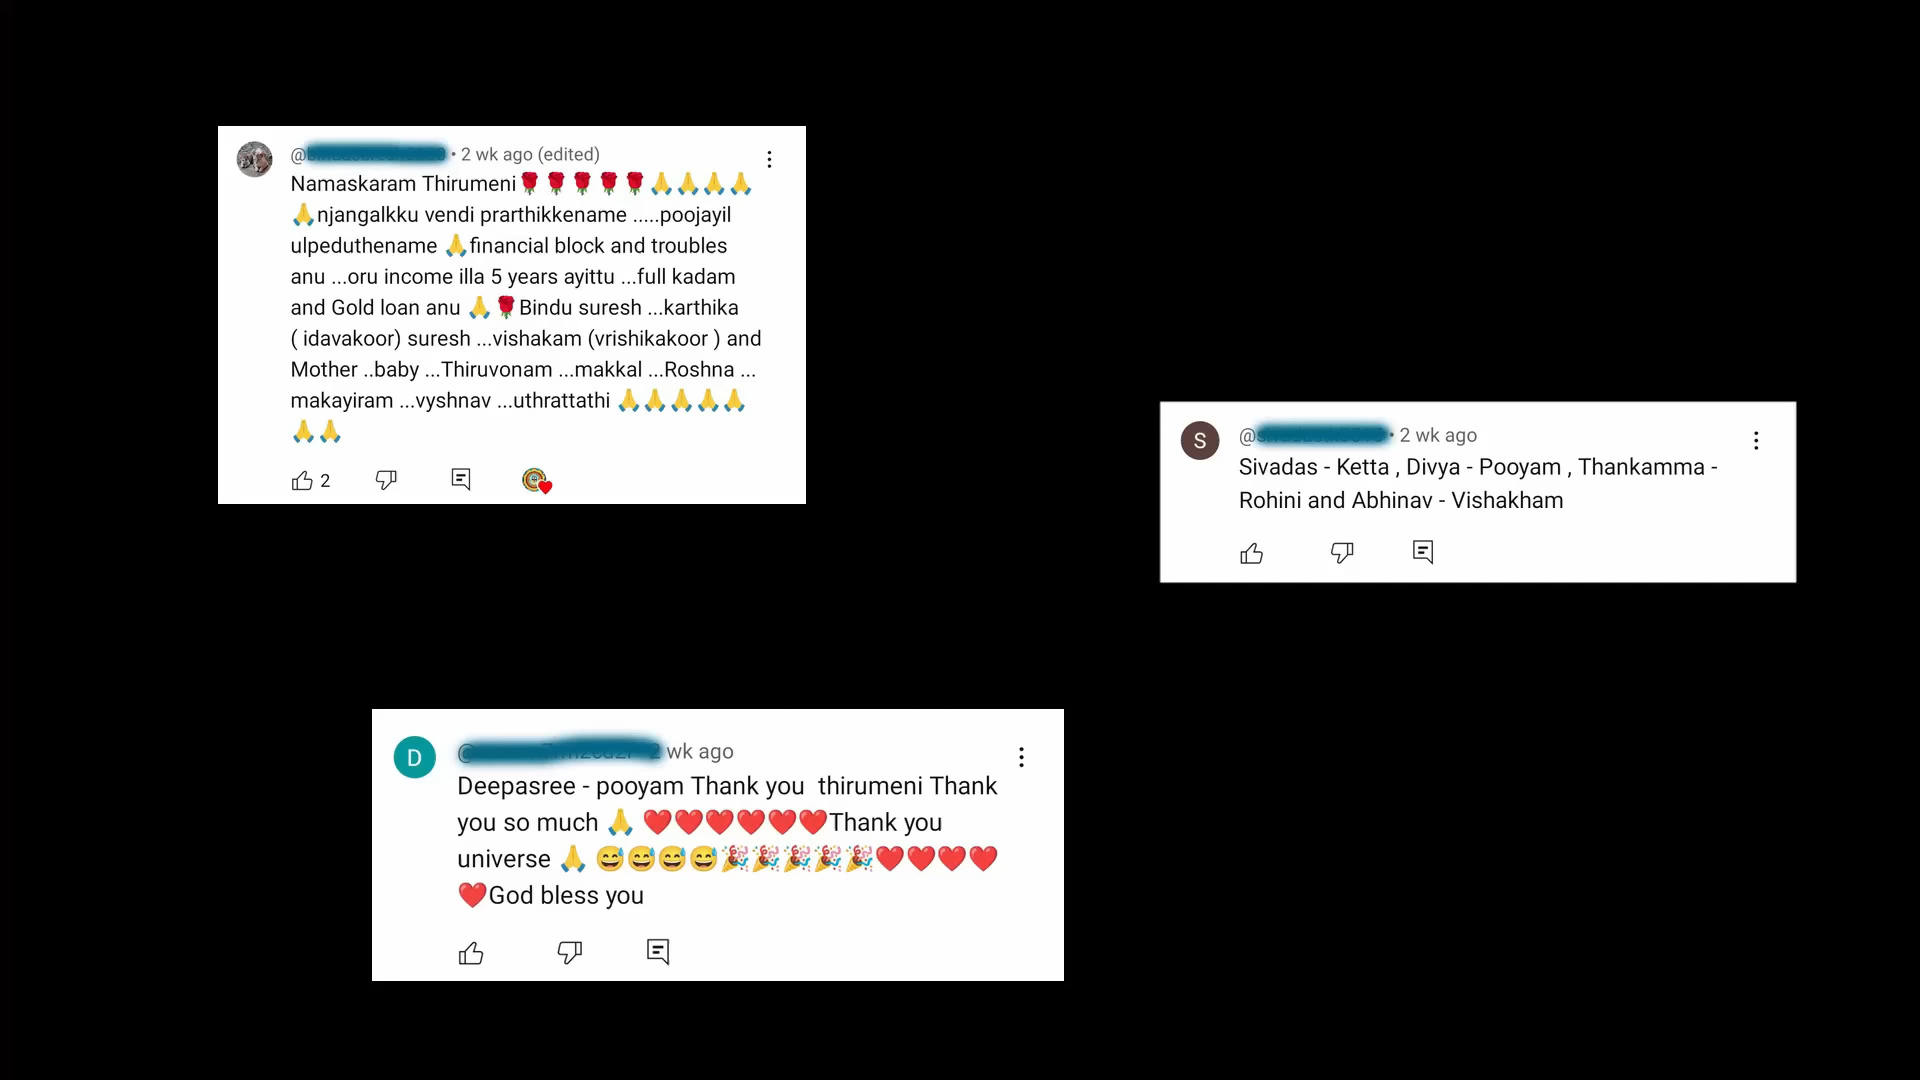 @ • 2 wk ago (edited)
Namaskaram Thirumeni🌹🌹🌹🌹🌹🙏🙏🙏🙏
🙏njangalkku vendi prarthikkename .....poojayil
ulpeduthename 🙏financial block and troubles
anu ...oru income illa 5 years ayittu ...full kadam
and Gold loan anu 🙏🌹Bindu suresh ...karthika
( idavakoor) suresh ...vishakam (vrishikakoor ) and
Mother ..baby ...Thiruvonam ...makkal ...Roshna ...
makayiram ...vyshnav ...uthrattathi 🙏🙏🙏🙏🙏
🙏🙏
2
S
@ • 2 wk ago
Sivadas - Ketta , Divya - Pooyam , Thankamma -
Rohini and Abhinav - Vishakham
D
@ 2 wk ago
Deepasree - pooyam Thank you  thirumeni Thank
you so much 🙏 ❤️❤️❤️❤️❤️❤️Thank you
universe 🙏 😅😅😅😅🎉🎉🎉🎉🎉❤️❤️❤️❤️
❤️God bless you